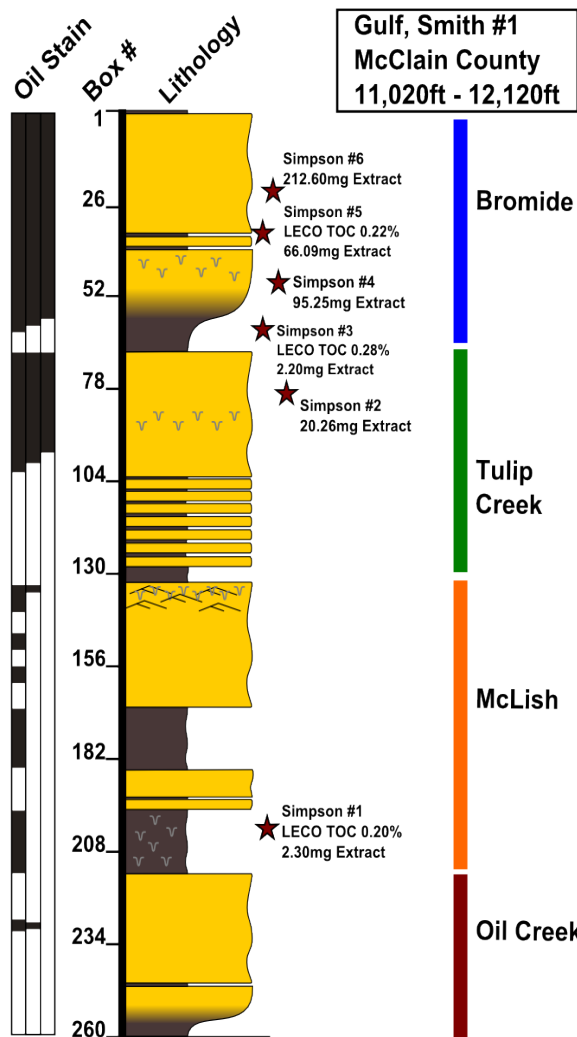 Gulf, Smith #1
McClain County
11,020ft - 12,120ft
Oil Stain
Box #
Lithology
1
26
52
78
104
130
156
182
208
234
260
Simpson #6
212.60mg Extract
Simpson #5
LECO TOC 0.22%
66.09mg Extract
Simpson #4
95.25mg Extract
Simpson #3
LECO TOC 0.28%
2.20mg Extract
Simpson #2
20.26mg Extract
Simpson #1
LECO TOC 0.20%
2.30mg Extract
Bromide
Tulip
Creek
McLish
Oil Creek